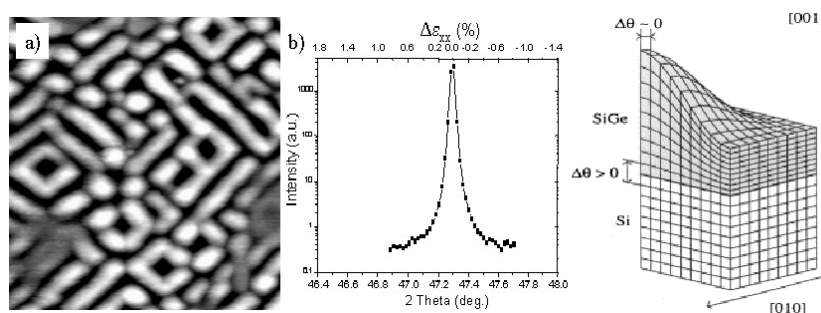 a)
b)
Δε_xx (%)
1.8 1.4 1.0 0.6 0.20.0-0.2 -0.6 -1.0 -1.4
1000
100
10
1
0.1
Intensity (a.u.)
46.4 46.6 46.8 47.0 47.2 47.4 47.6 47.8 48.0
2 Theta (deg.)
Δθ ~ 0
[001
SiGe
Δθ > 0
Si
[010]